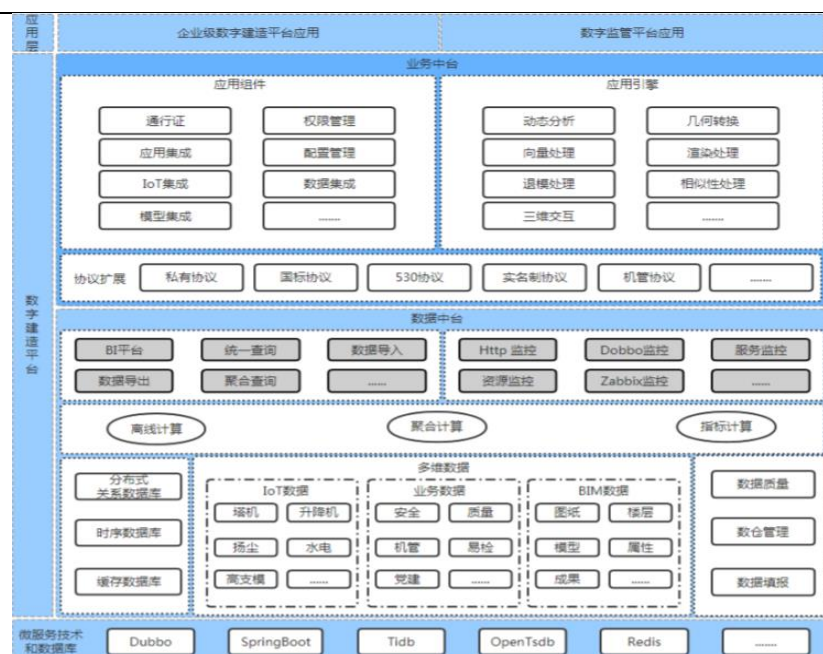 应用层
企业级数字建造平台应用 数字监管平台应用
数字建造平台
业务中台
应用组件 应用引擎
通行证 权限管理 动态分析 几何转换
应用集成 配置管理 向量处理 渲染处理
IoT集成 数据集成 退模处理 相似性处理
模型集成 ...... 三维交互 ......
协议扩展 私有协议 国标协议 530协议 实名制协议 机管协议 ......
数据中台
BI平台 统一查询 数据导入 Http 监控 Dobbo监控 服务监控
数据导出 聚合查询 ...... 资源监控 Zabbix监控 ......
离线计算 聚合计算 指标计算
多维数据
分布式
关系数据库
时序数据库
缓存数据库
IoT数据
塔机 升降机
扬尘 水电
高支模 ......
业务数据
安全 质量
机管 易检
党建 ......
BIM数据
图纸 楼层
模型 属性
成果 ......
数据质量
数仓管理
数据填报
微服务技术
和数据库
Dubbo SpringBoot Tidb OpenTsdb Redis ......